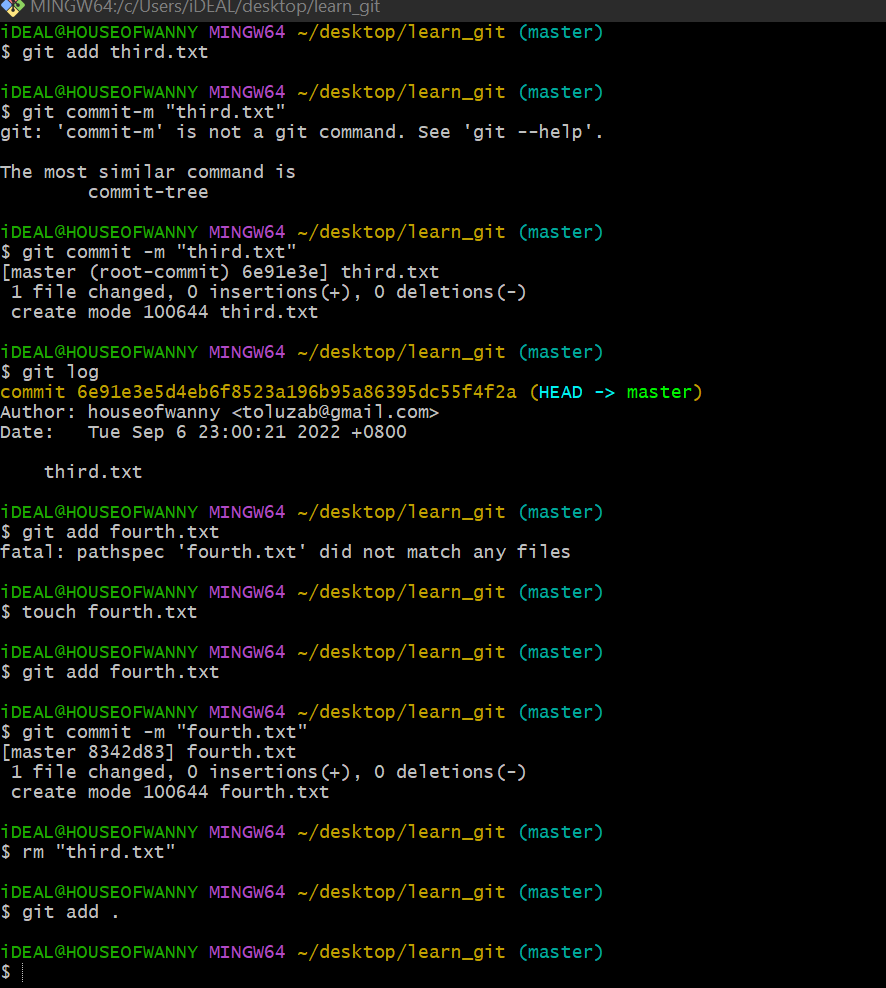 MINGW64:/c/Users/iDEAL/desktop/learn_git
iDEAL@HOUSEOFWANNY MINGW64 ~/desktop/learn_git (master)
$ git add third.txt
iDEAL@HOUSEOFWANNY MINGW64 ~/desktop/learn_git (master)
$ git commit-m "third.txt"
git: 'commit-m' is not a git command. See 'git --help'.
The most similar command is
commit-tree
iDEAL@HOUSEOFWANNY MINGW64 ~/desktop/learn_git (master)
$ git commit -m "third.txt"
[master (root-commit) 6e91e3e] third.txt
1 file changed, 0 insertions(+), 0 deletions(-)
create mode 100644 third.txt
iDEAL@HOUSEOFWANNY MINGW64 ~/desktop/learn_git (master)
$ git log
commit 6e91e3e5d4eb6f8523a196b95a86395dc55f4f2a (HEAD -> master)
Author: houseofwanny <toluzab@gmail.com>
Date:   Tue Sep 6 23:00:21 2022 +0800
third.txt
iDEAL@HOUSEOFWANNY MINGW64 ~/desktop/learn_git (master)
$ git add fourth.txt
fatal: pathspec 'fourth.txt' did not match any files
iDEAL@HOUSEOFWANNY MINGW64 ~/desktop/learn_git (master)
$ touch fourth.txt
iDEAL@HOUSEOFWANNY MINGW64 ~/desktop/learn_git (master)
$ git add fourth.txt
iDEAL@HOUSEOFWANNY MINGW64 ~/desktop/learn_git (master)
$ git commit -m "fourth.txt"
[master 8342d83] fourth.txt
1 file changed, 0 insertions(+), 0 deletions(-)
create mode 100644 fourth.txt
iDEAL@HOUSEOFWANNY MINGW64 ~/desktop/learn_git (master)
$ rm "third.txt"
iDEAL@HOUSEOFWANNY MINGW64 ~/desktop/learn_git (master)
$ git add .
iDEAL@HOUSEOFWANNY MINGW64 ~/desktop/learn_git (master)
$